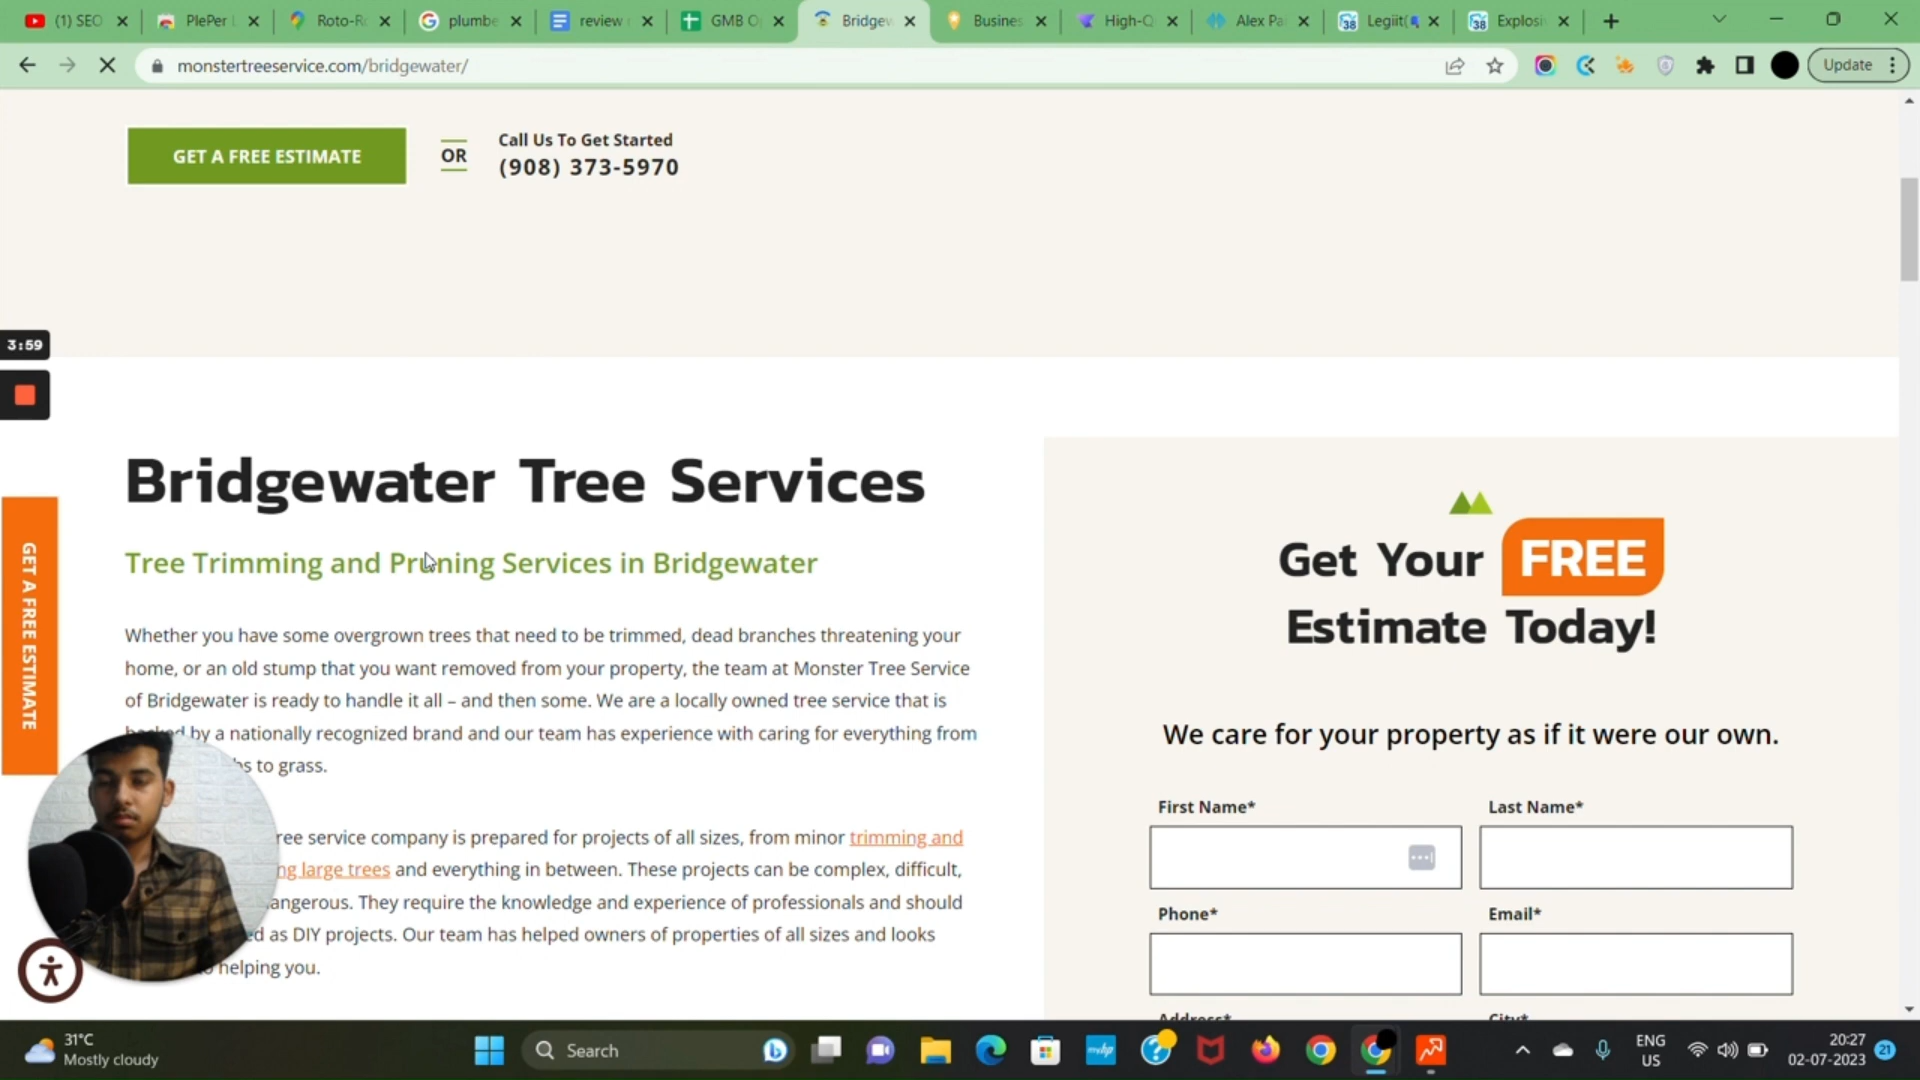 (1) SEO
PlePer
Roto-R
plumbe
review
GMB O
Bridgew
Busines
High-Q
Alex Pa
Legiit(
Explosi
monstertreeservice.com/bridgewater/
Update
GET A FREE ESTIMATE
OR
Call Us To Get Started
(908) 373-5970
3:59
Bridgewater Tree Services
Tree Trimming and Pruning Services in Bridgewater
Whether you have some overgrown trees that need to be trimmed, dead branches threatening your
home, or an old stump that you want removed from your property, the team at Monster Tree Service
of Bridgewater is ready to handle it all – and then some. We are a locally owned tree service that is
by a nationally recognized brand and our team has experience with caring for everything from
to grass.
service company is prepared for projects of all sizes, from minor trimming and
large trees and everything in between. These projects can be complex, difficult,
They require the knowledge and experience of professionals and should
as DIY projects. Our team has helped owners of properties of all sizes and looks
helping you.
GET A FREE ESTIMATE
Get Your FREE
Estimate Today!
We care for your property as if it were our own.
First Name*
Last Name*
Phone*
Email*
Address*
City*
31°C
Mostly cloudy
Search
myhp
ENG
US
20:27
02-07-2023
21